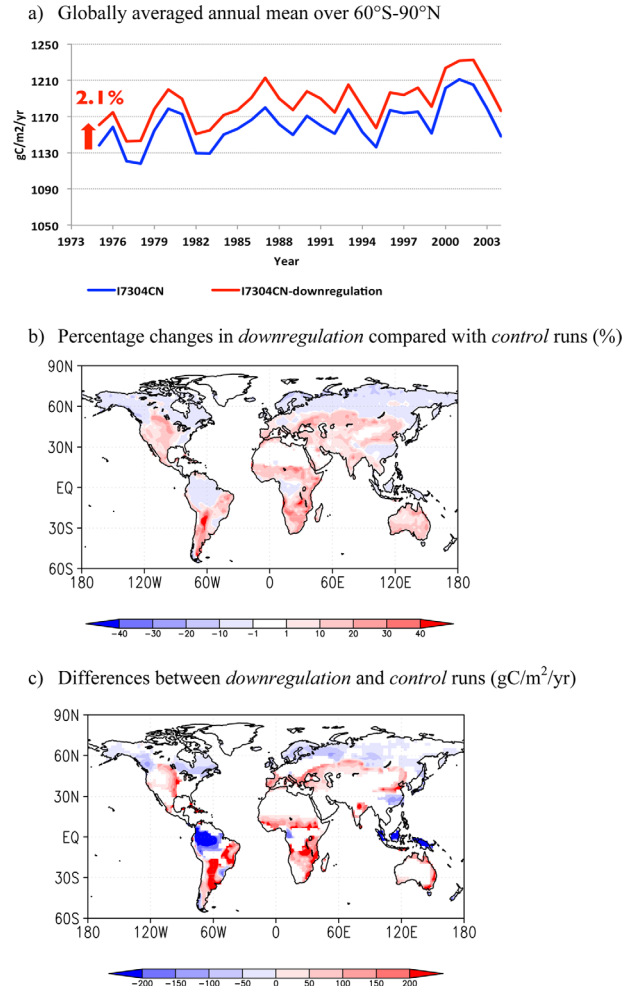 a) Globally averaged annual mean over 60°S-90°N
1250
1210
1170
1130
1090
1050
gC/m2/yr
2.1%
1973 1976 1979 1982 1985 1988 1991 1994 1997 2000 2003
Year
I7304CN I7304CN-downregulation
b) Percentage changes in downregulation compared with control runs (%)
90N
60N
30N
EQ
30S
60S
180 120W 60W 0 60E 120E 180
-40 -30 -20 -10 -1 1 10 20 30 40
c) Differences between downregulation and control runs (gC/m²/yr)
90N
60N
30N
EQ
30S
60S
180 120W 60W 0 60E 120E 180
-200 -150 -100 -50 50 100 150 200